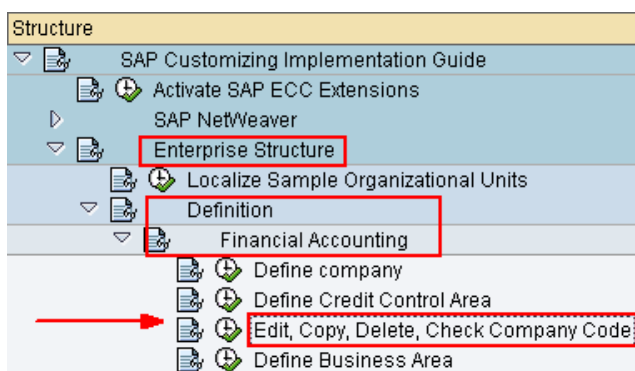 Structure
SAP Customizing Implementation Guide
Activate SAP ECC Extensions
SAP NetWeaver
Enterprise Structure
Localize Sample Organizational Units
Definition
Financial Accounting
Define company
Define Credit Control Area
Edit, Copy, Delete, Check Company Code
Define Business Area